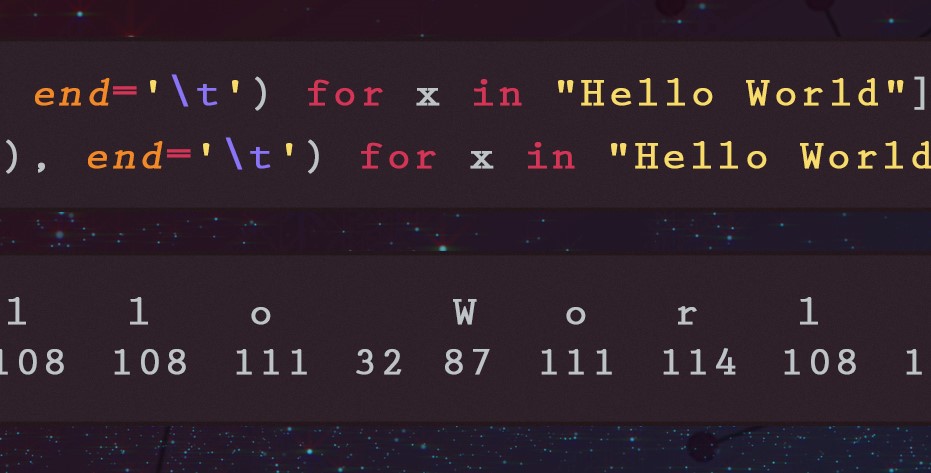 end='\t') for x in "Hello World"]
), end='\t') for x in "Hello World
l l o W o r l
108 108 111 32 87 111 114 108 1